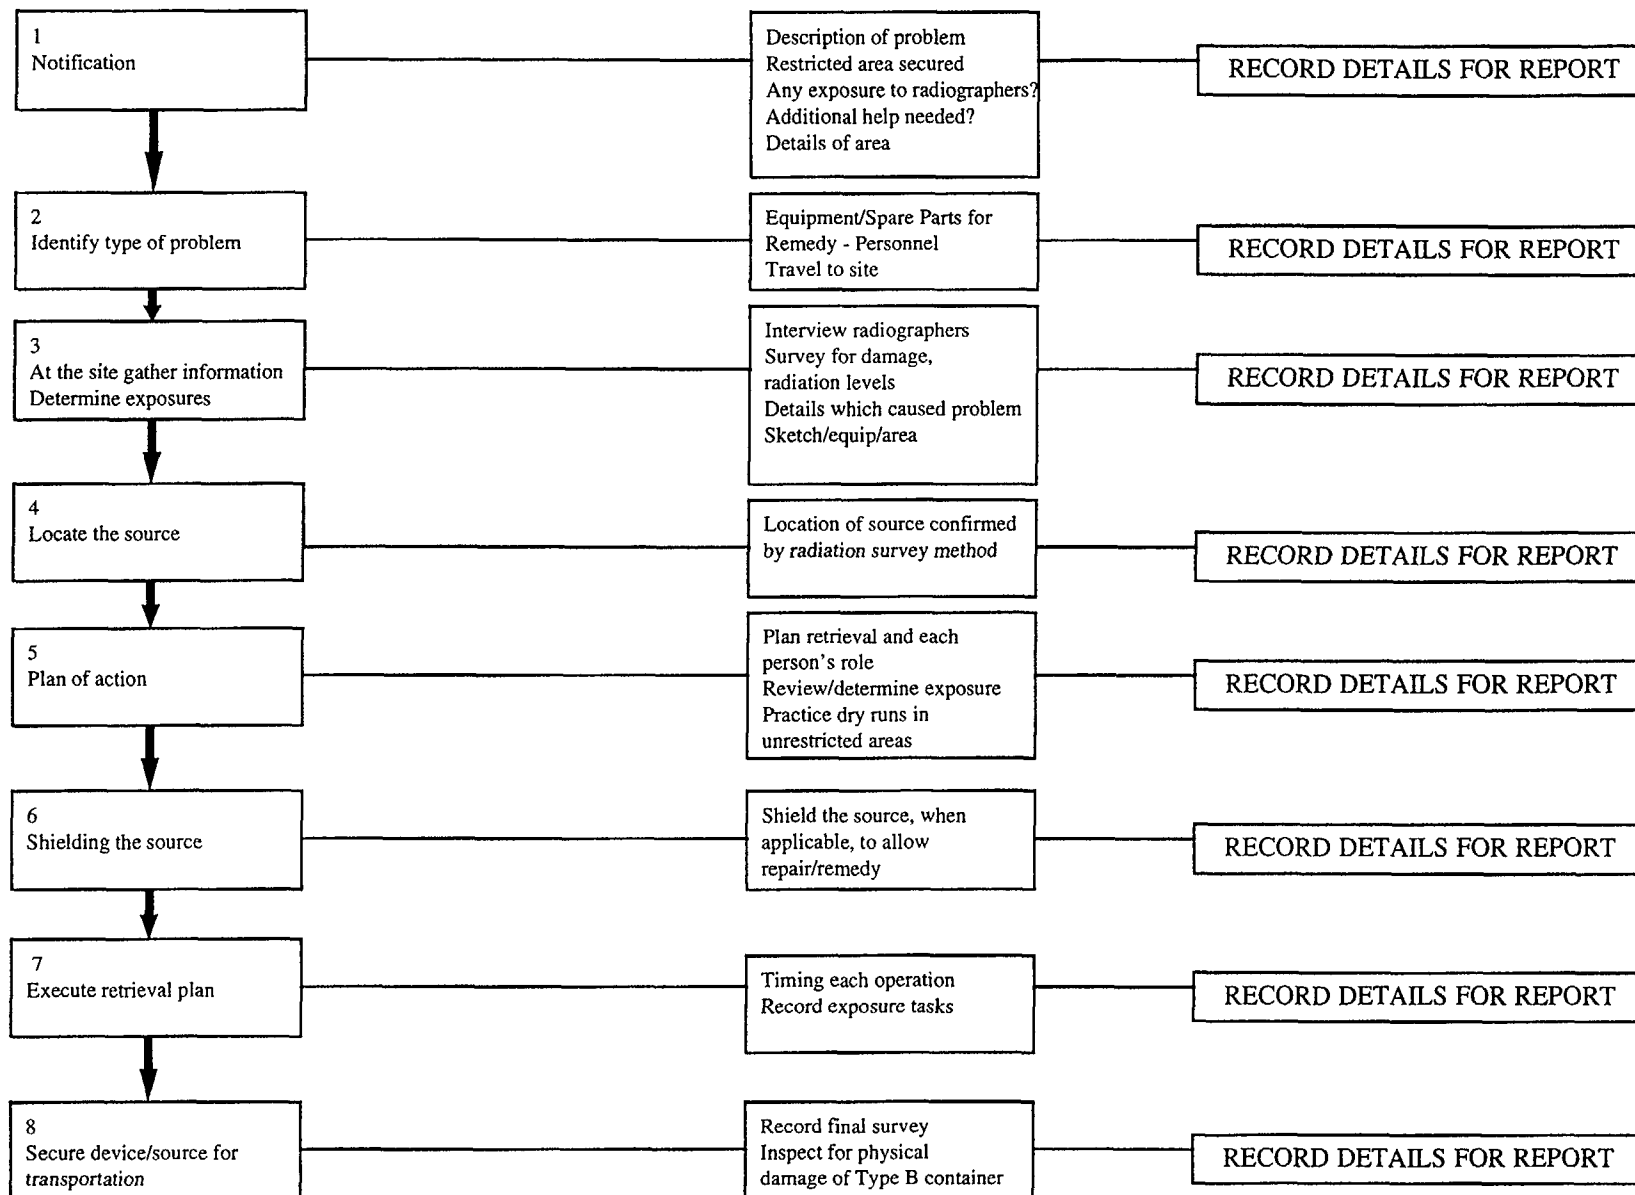 1
Notification
Description of problem
Restricted area secured
Any exposure to radiographers?
Additional help needed?
Details of area
RECORD DETAILS FOR REPORT
2
Identify type of problem
Equipment/Spare Parts for
Remedy - Personnel
Travel to site
RECORD DETAILS FOR REPORT
3
At the site gather information
Determine exposures
Interview radiographers
Survey for damage,
radiation levels
Details which caused problem
Sketch/equip/area
RECORD DETAILS FOR REPORT
4
Locate the source
Location of source confirmed
by radiation survey method
RECORD DETAILS FOR REPORT
5
Plan of action
Plan retrieval and each
person's role
Review/determine exposure
Practice dry runs in
unrestricted areas
RECORD DETAILS FOR REPORT
6
Shielding the source
Shield the source, when
applicable, to allow
repair/remedy
RECORD DETAILS FOR REPORT
7
Execute retrieval plan
Timing each operation
Record exposure tasks
RECORD DETAILS FOR REPORT
8
Secure device/source for
transportation
Record final survey
Inspect for physical
damage of Type B container
RECORD DETAILS FOR REPORT